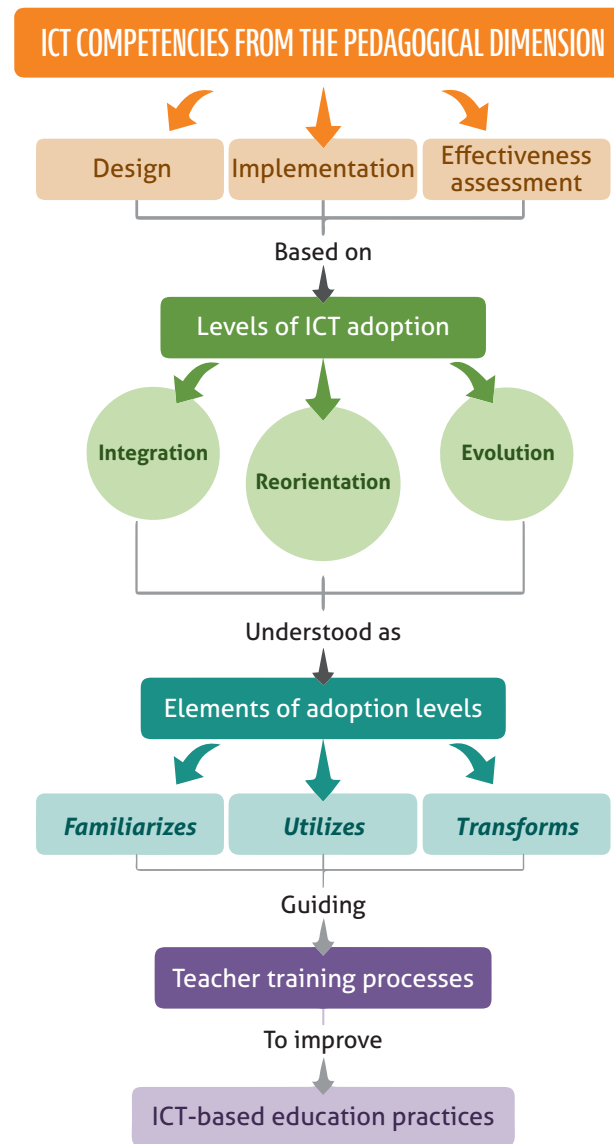 ICT COMPETENCIES FROM THE PEDAGOGICAL DIMENSION
Design
Implementation
Effectiveness
assessment
Based on
Levels of ICT adoption
Integration
Reorientation
Evolution
Understood as
Elements of adoption levels
Familiarizes
Utilizes
Transforms
Guiding
Teacher training processes
To improve
ICT-based education practices